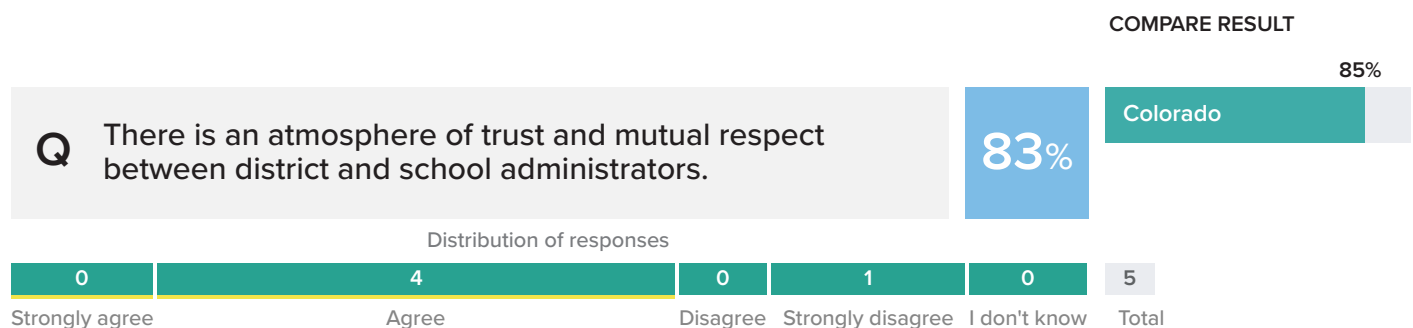 COMPARE RESULT
85%
Q There is an atmosphere of trust and mutual respect
between district and school administrators.
83%
Colorado
Distribution of responses
0 4 0 1 0 5
Strongly agree Agree Disagree Strongly disagree I don't know Total